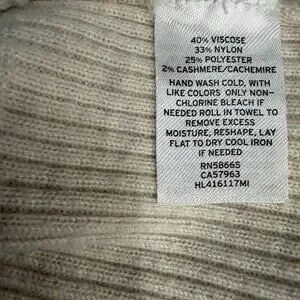 40% VISCOSE
33% NYLON
25% POLYESTER
2% CASHMERE/CACHEMIRE
HAND WASH COLD, WITH
LIKE COLORS ONLY NON-
CHLORINE BLEACH IF
NEEDED ROLL IN TOWEL TO
REMOVE EXCESS
MOISTURE, RESHAPE, LAY
FLAT TO DRY COOL IRON
IF NEEDED
RN58665
CA57963
HL416117MI